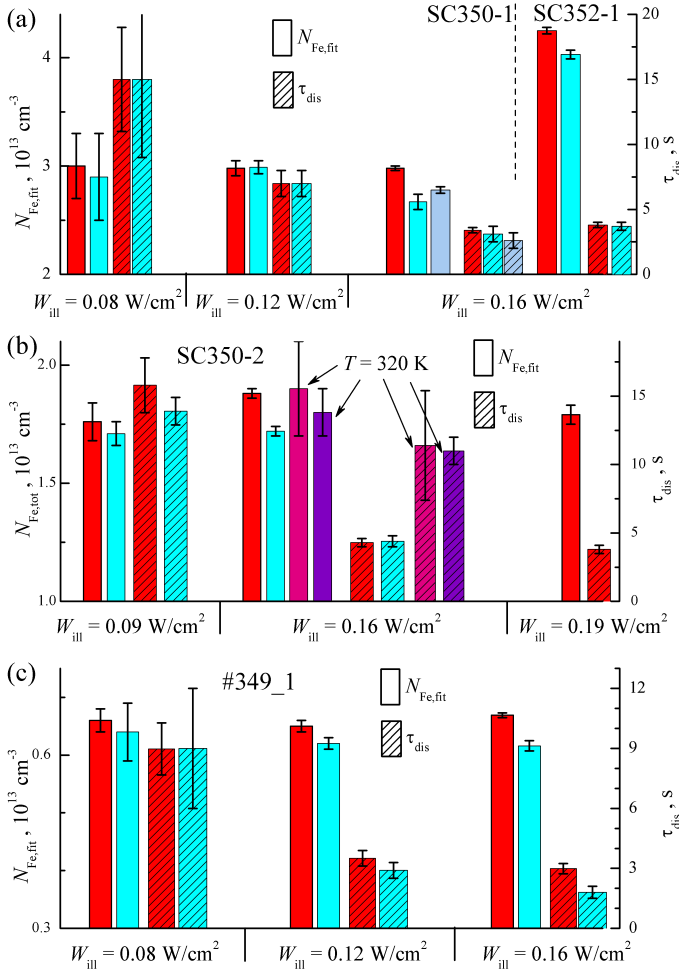 (a)
SC350-1
SC352-1
N_Fe,fit
τ_dis
N_Fe,fit , 10^13 cm^-3
4
3
2
20
15
10
5
0
τ_dis , s
W_ill = 0.08 W/cm^2
W_ill = 0.12 W/cm^2
W_ill = 0.16 W/cm^2
(b)
SC350-2
T = 320 K
N_Fe,fit
τ_dis
N_Fe,tot, 10^13 cm^-3
2.0
1.5
1.0
15
10
5
0
τ_dis, s
W_ill = 0.09 W/cm^2
W_ill = 0.16 W/cm^2
W_ill = 0.19 W/cm^2
(c)
#349_1
N_Fe,fit
τ_dis
N_Fe,fit , 10^13 cm^-3
0.6
0.3
12
9
6
3
0
τ_dis , s
W_ill = 0.08 W/cm^2
W_ill = 0.12 W/cm^2
W_ill = 0.16 W/cm^2